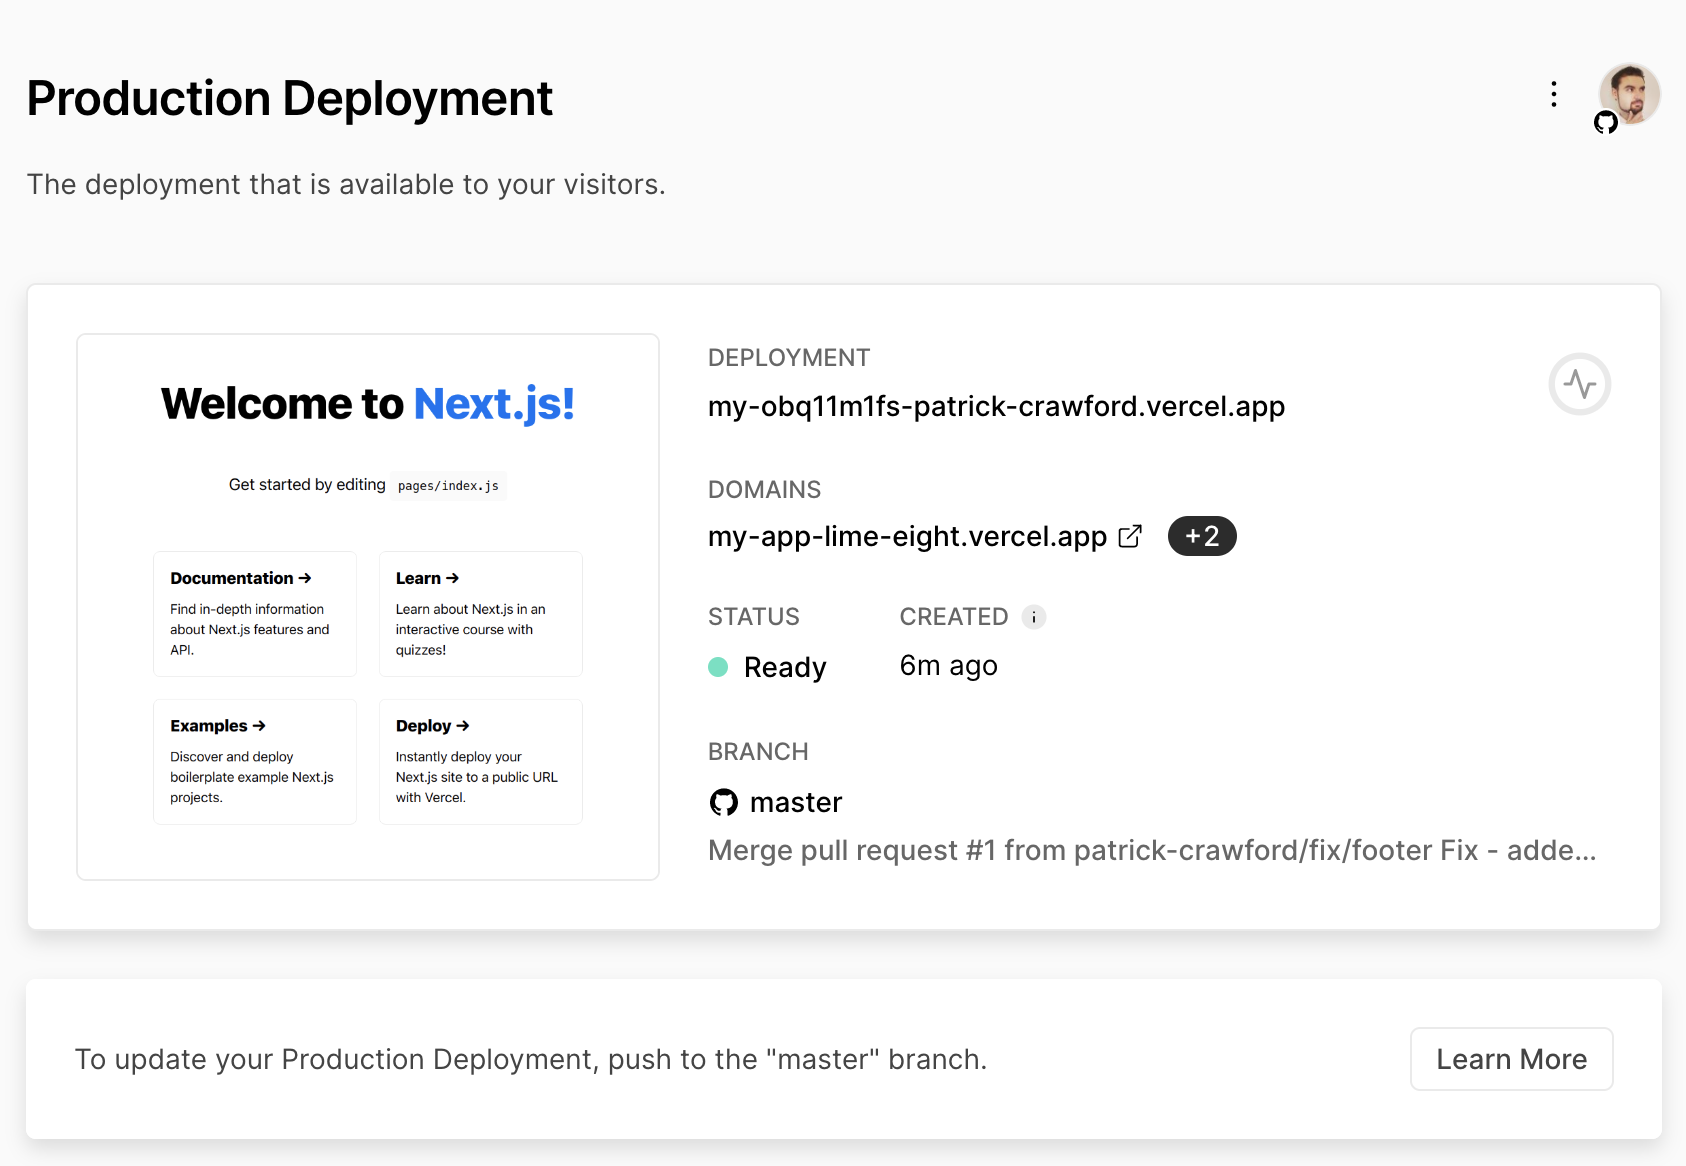 Production Deployment
The deployment that is available to your visitors.
Welcome to Next.js!
Get started by editing pages/index.js
Documentation →
Find in-depth information
about Next.js features and
API.
Learn →
Learn about Next.js in an
interactive course with
quizzes!
Examples →
Discover and deploy
boilerplate example Next.js
projects.
Deploy →
Instantly deploy your
Next.js site to a public URL
with Vercel.
DEPLOYMENT
my-obq11m1fs-patrick-crawford.vercel.app
DOMAINS
my-app-lime-eight.vercel.app +2
STATUS
Ready
CREATED i
6m ago
BRANCH
master
Merge pull request #1 from patrick-crawford/fix/footer Fix - adde...
To update your Production Deployment, push to the "master" branch.
Learn More